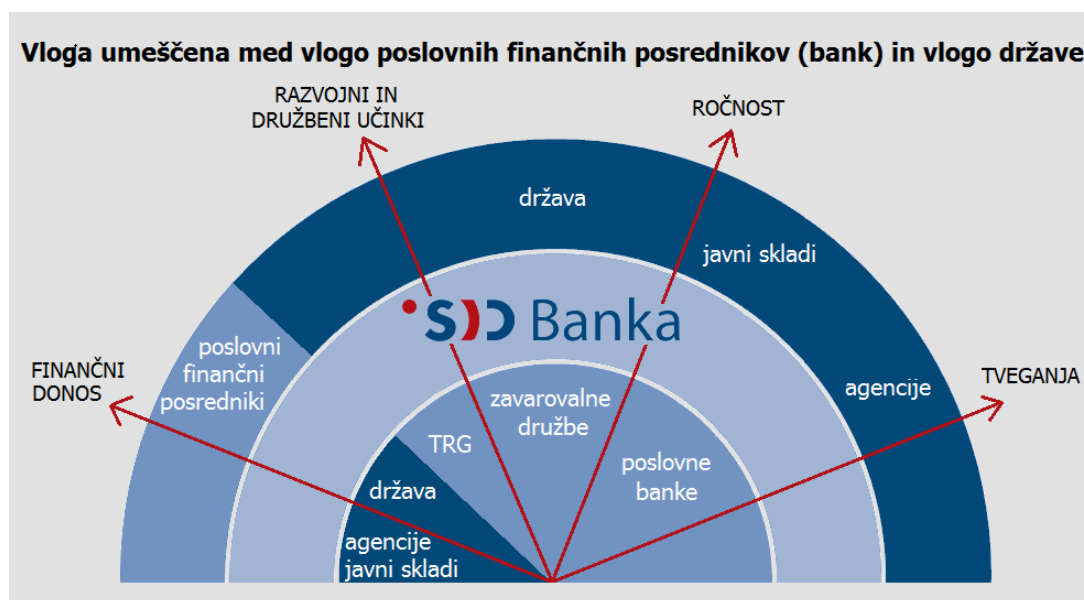 Vloga umeščena med vlogo poslovnih finančnih posrednikov (bank) in vlogo države
RAZVOJNI IN
DRUŽBENI UČINKI
ROČNOST
država
javni skladi
SID Banka
poslovni
finančni
posredniki
FINANČNI
DONOS
agencije
TVEGANJA
zavarovalne
družbe
TRG
poslovne
banke
država
agencije
javni skladi